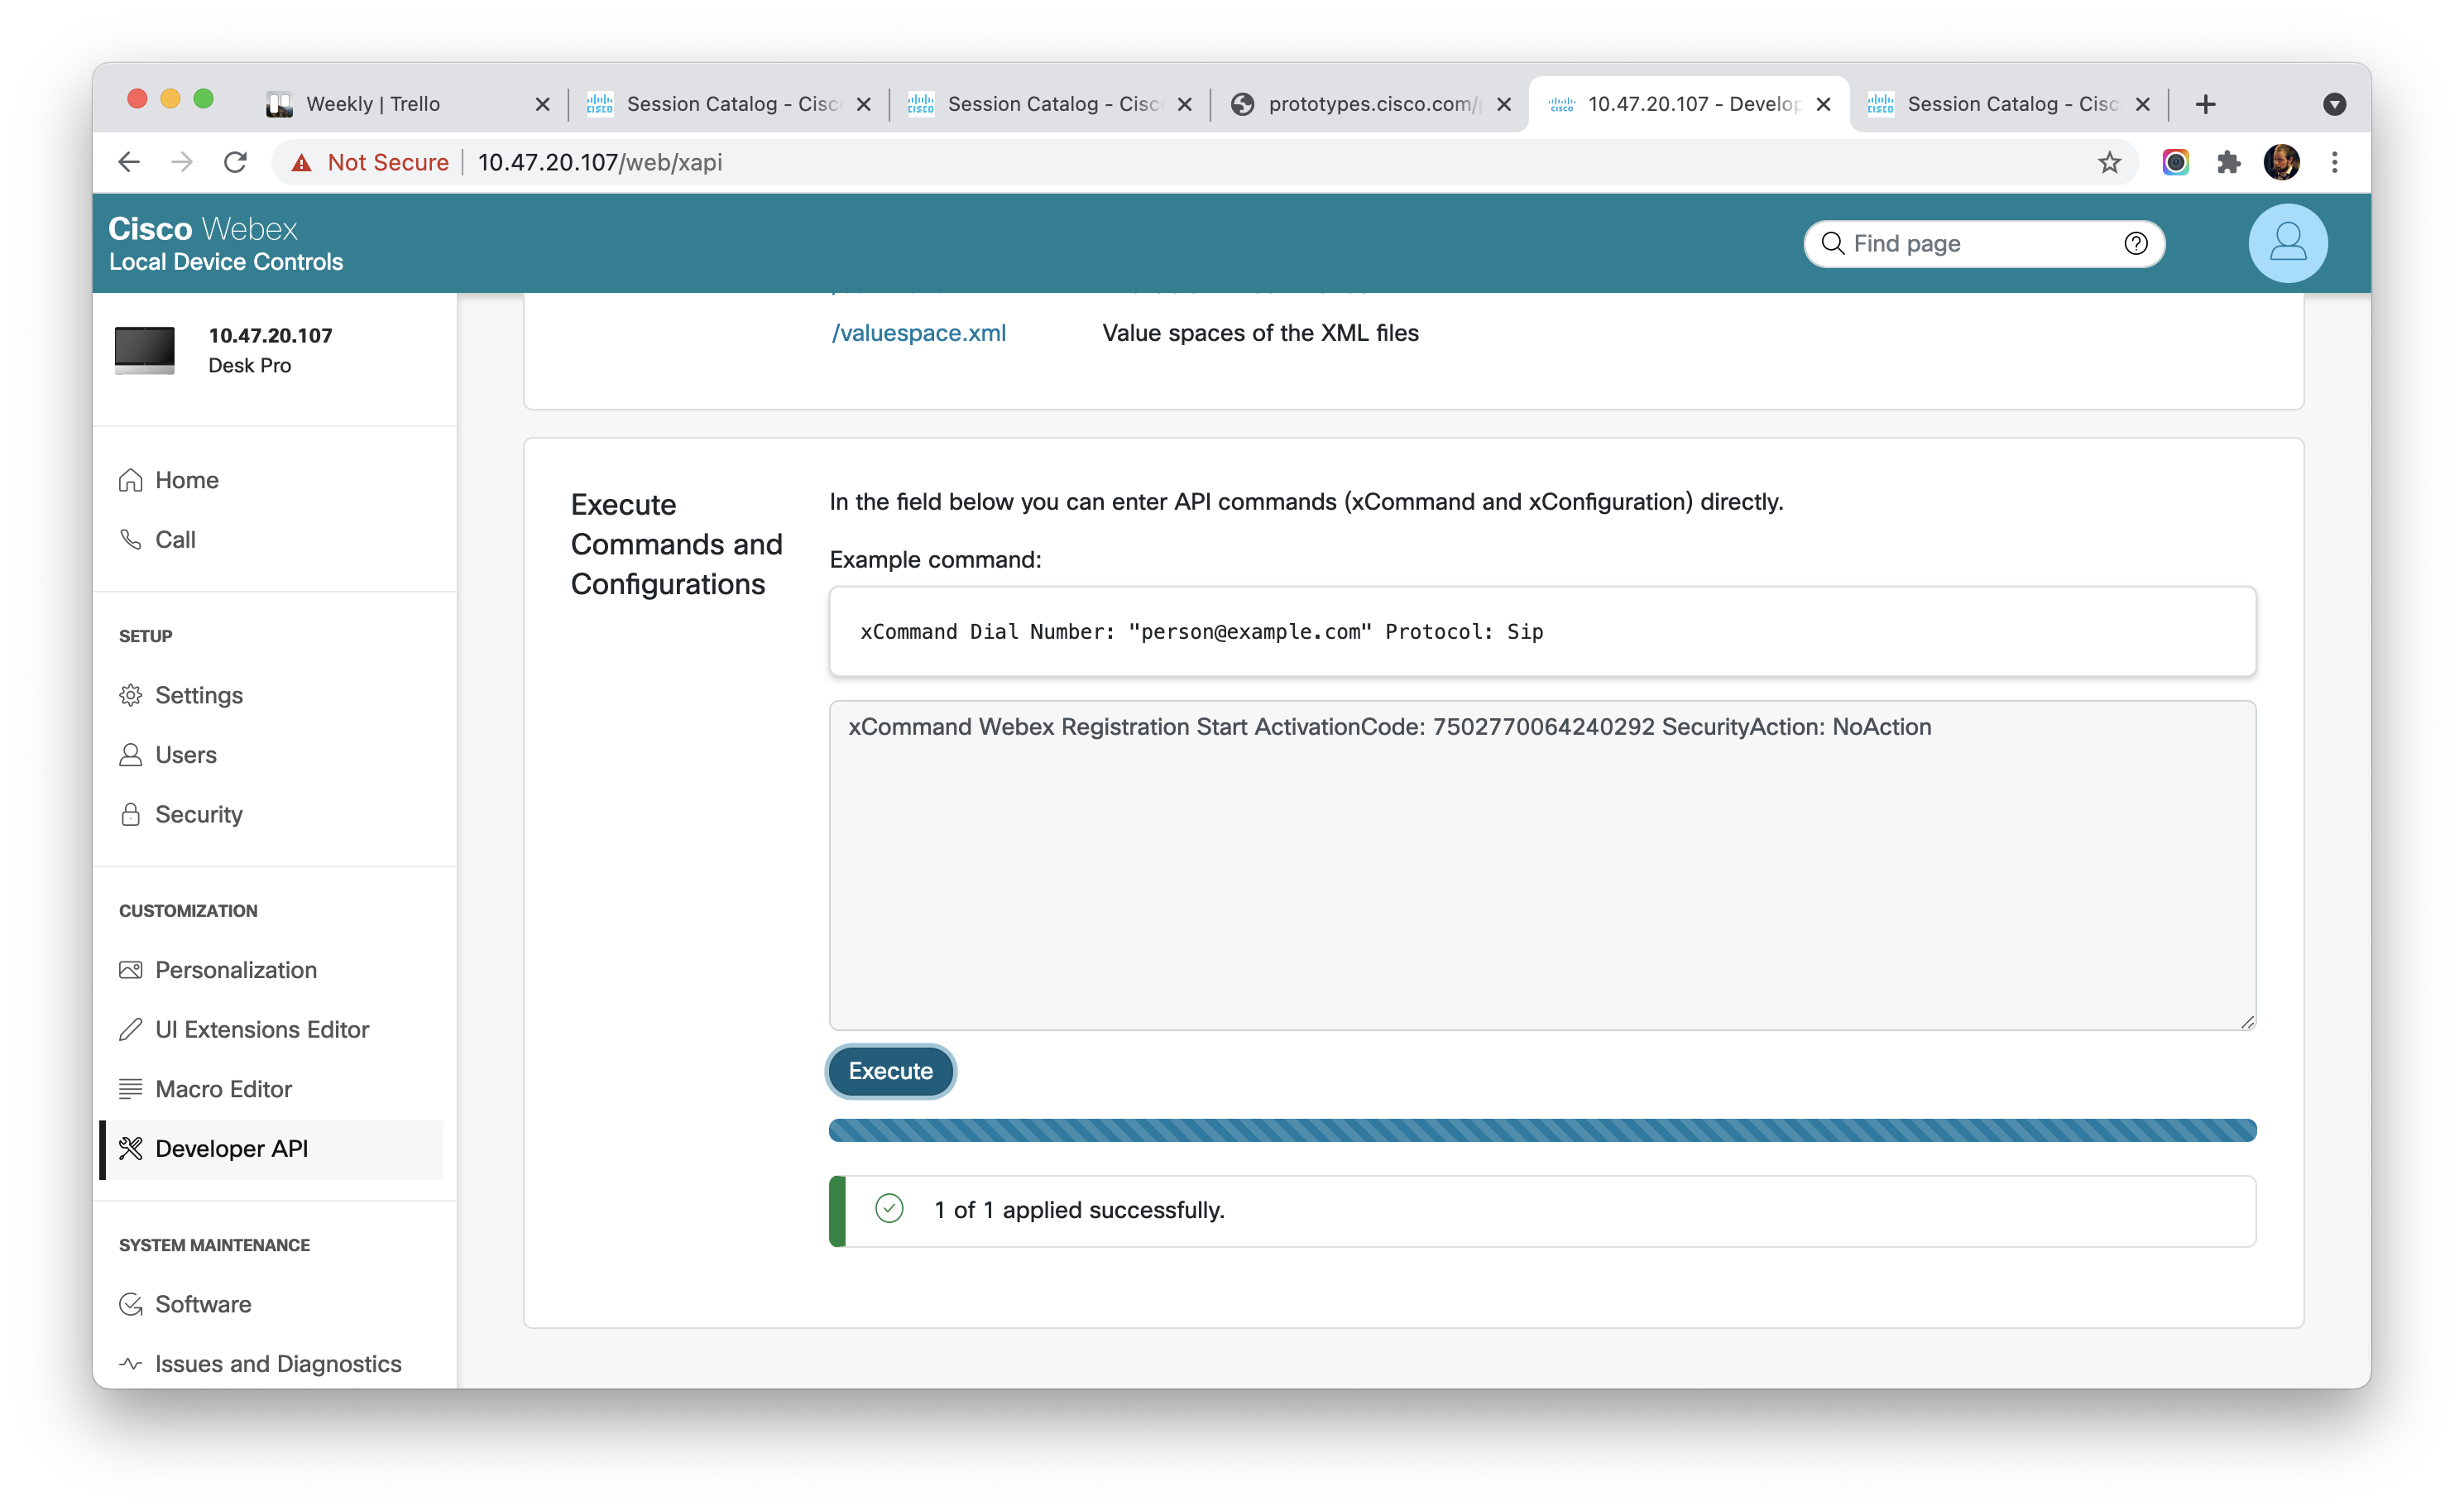 Weekly | Trello
Session Catalog - Cisc
Session Catalog - Cisc
prototypes.cisco.com/
10.47.20.107 - Develop
Session Catalog - Cisc
Not Secure
10.47.20.107/web/xapi
Cisco Webex
Local Device Controls
Find page
10.47.20.107
Desk Pro
Home
Call
SETUP
Settings
Users
Security
CUSTOMIZATION
Personalization
UI Extensions Editor
Macro Editor
Developer API
SYSTEM MAINTENANCE
Software
Issues and Diagnostics
/valuespace.xml
Value spaces of the XML files
Execute
Commands and
Configurations
In the field below you can enter API commands (xCommand and xConfiguration) directly.
Example command:
xCommand Dial Number: "person@example.com" Protocol: Sip
xCommand Webex Registration Start ActivationCode: 7502770064240292 SecurityAction: NoAction
Execute
1 of 1 applied successfully.